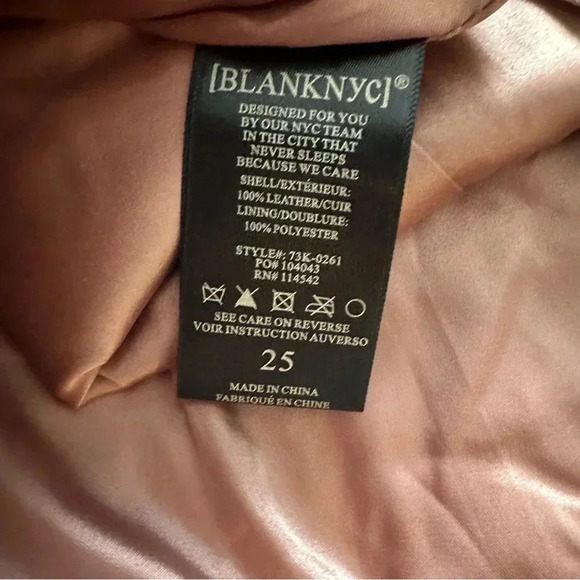 [BLANKNYC]®
DESIGNED FOR YOU
BY OUR NYC TEAM
IN THE CITY THAT
NEVER SLEEPS
BECAUSE WE CARE
SHELL/EXTÉRIEUR:
100% LEATHER/CUIR
LINING/DOUBLURE:
100% POLYESTER
STYLE#: 73K-0261
PO# 104043
RN# 114542
SEE CARE ON REVERSE
VOIR INSTRUCTION AUVERSO
25
MADE IN CHINA
FABRIQUÉ EN CHINE